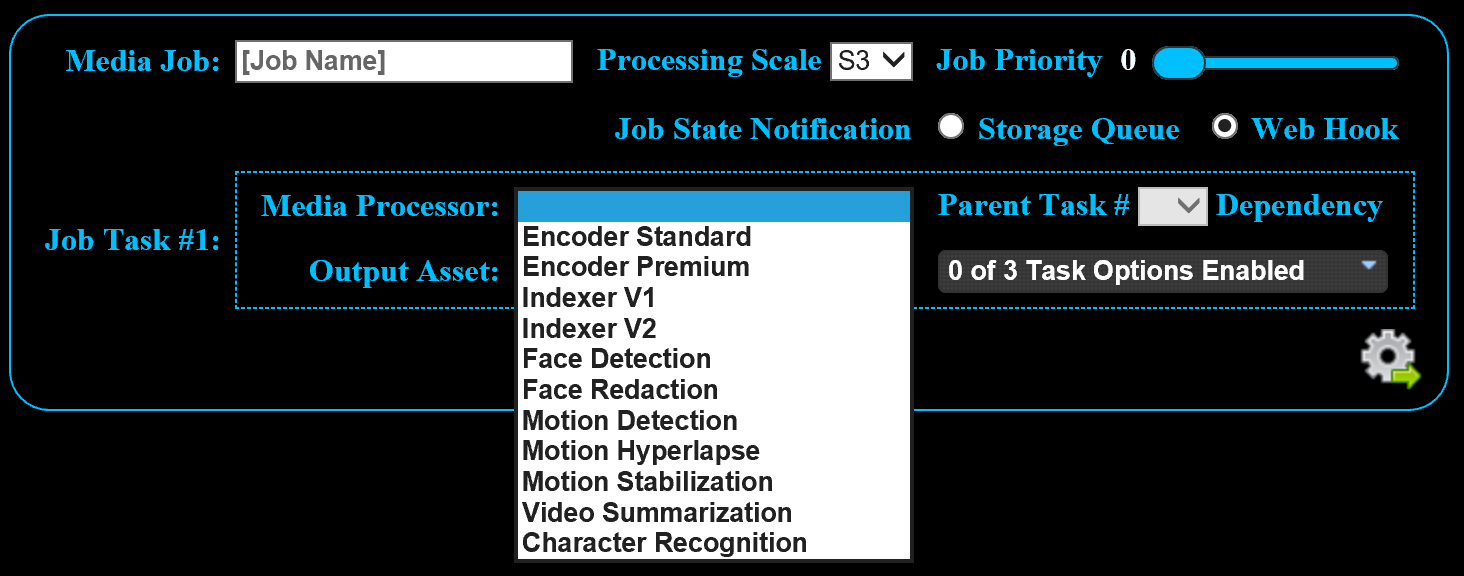 Media Job: [Job Name] Processing Scale S3 Job Priority 0
Job State Notification Storage Queue Web Hook
Job Task #1:
Media Processor: Parent Task # Dependency
Output Asset: 0 of 3 Task Options Enabled
Encoder Standard
Encoder Premium
Indexer V1
Indexer V2
Face Detection
Face Redaction
Motion Detection
Motion Hyperlapse
Motion Stabilization
Video Summarization
Character Recognition